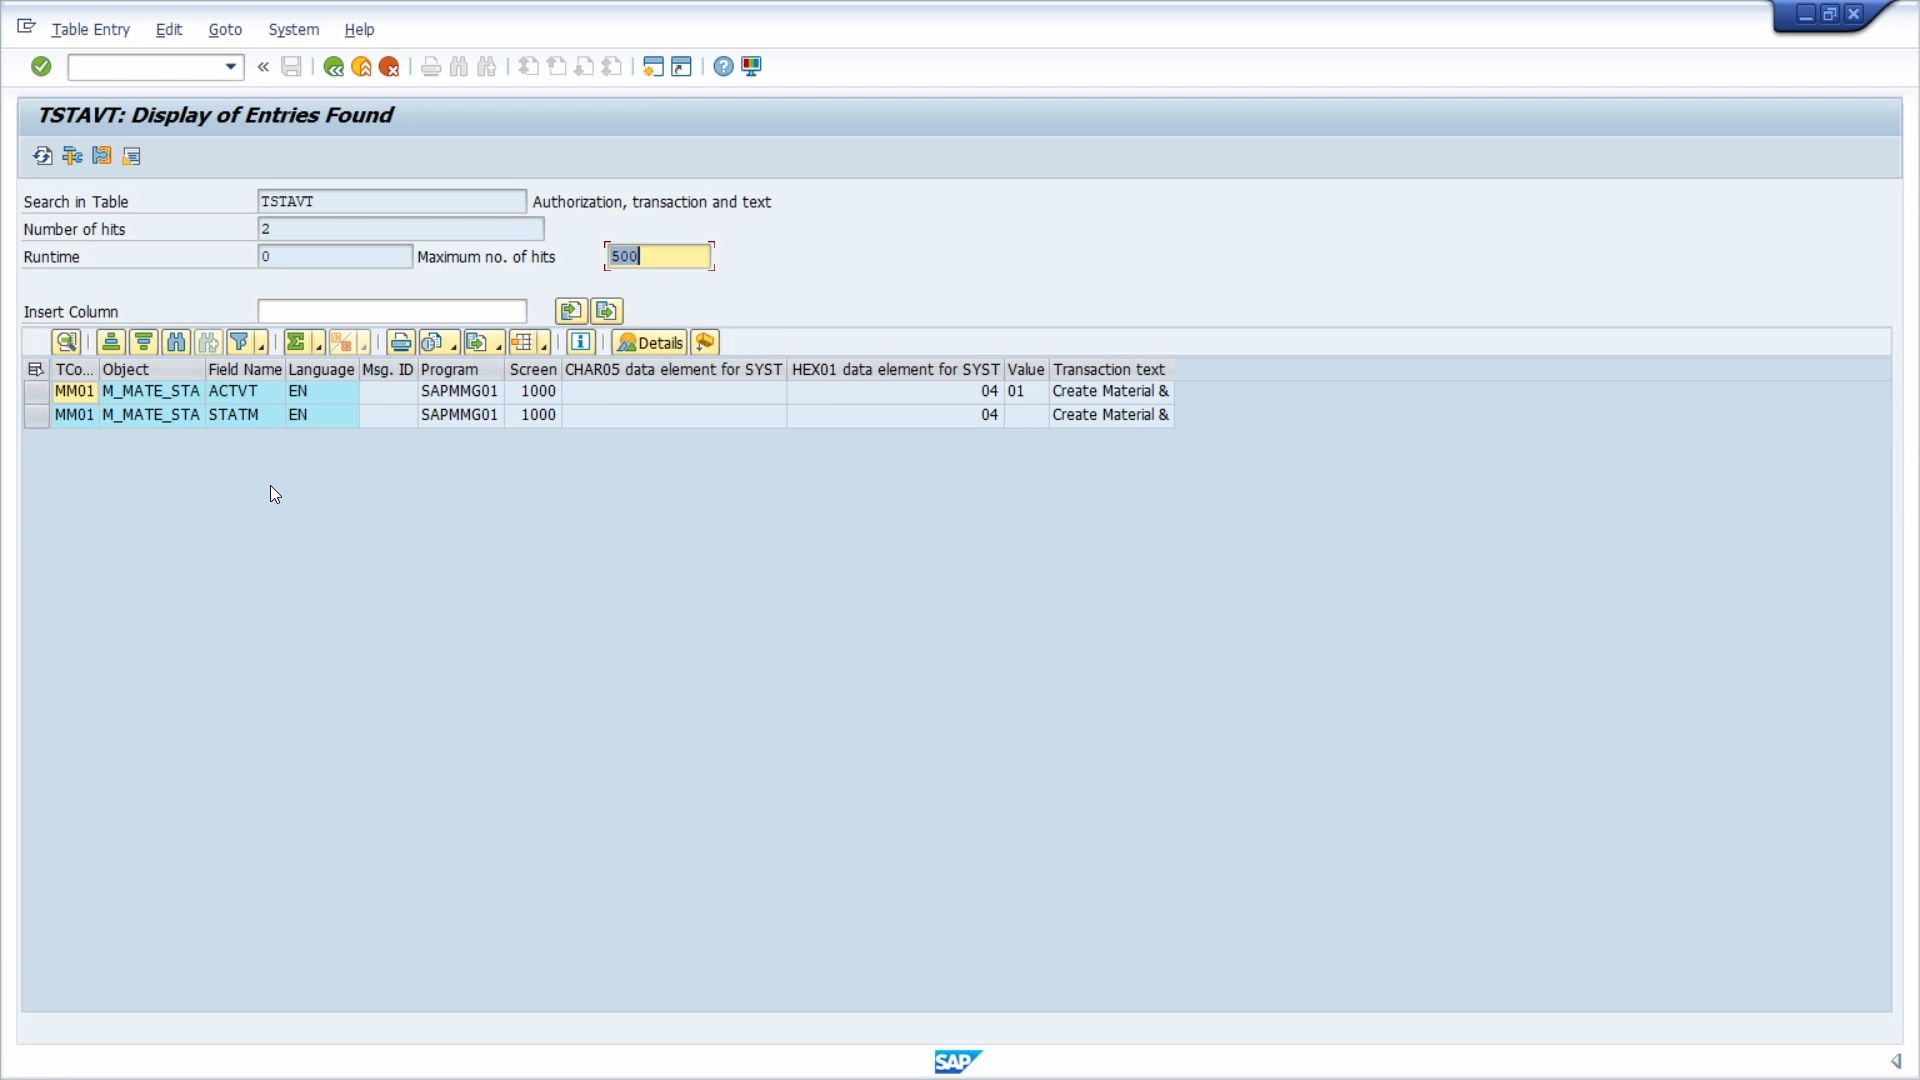 Table Entry Edit Goto System Help
TSTAVT: Display of Entries Found
Search in Table TSTAVT Authorization, transaction and text
Number of hits 2
Runtime 0 Maximum no. of hits 500
Insert Column
Details
TCo... Object Field Name Language Msg. ID Program Screen CHAR05 data element for SYST HEX01 data element for SYST Value Transaction text
MM01 M_MATE_STA ACTVT EN SAPMMG01 1000 04 01 Create Material &
MM01 M_MATE_STA STATM EN SAPMMG01 1000 04 Create Material &
SAP